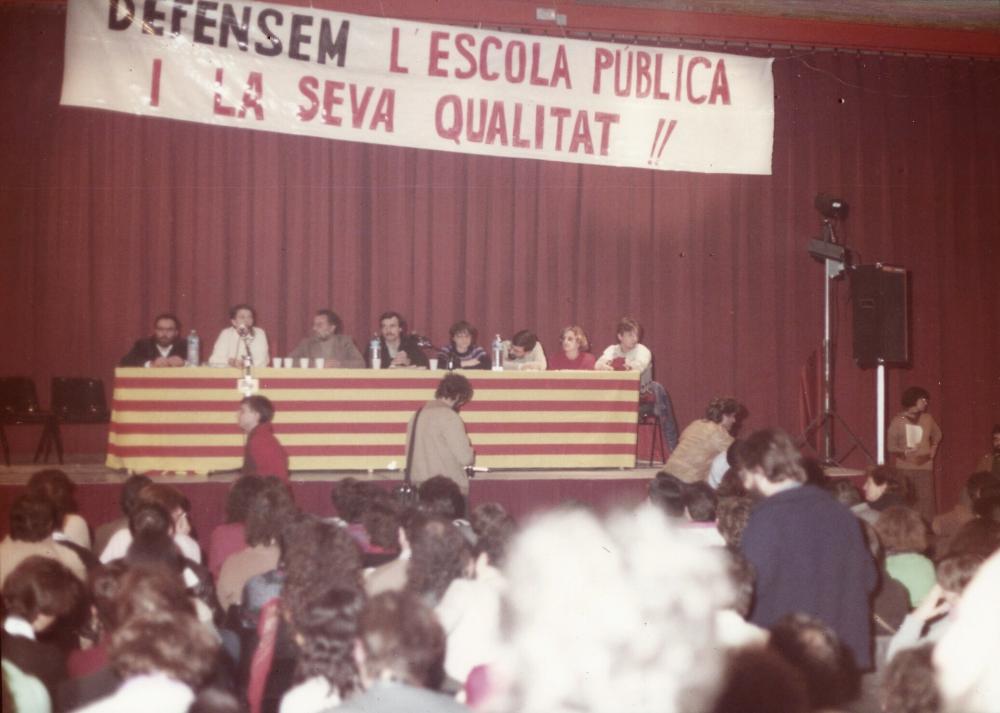 DEFENSEM L'ESCOLA PÚBLICA
I LA SEVA QUALITAT !!